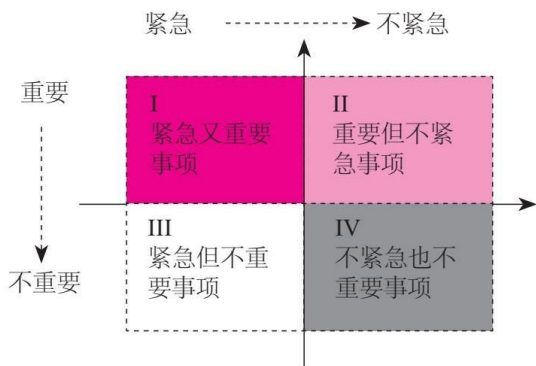 紧急
不紧急
重要
不重要
I
紧急又重要
事项
II
重要但不紧
急事项
III
紧急但不重
要事项
IV
不紧急也不
重要事项